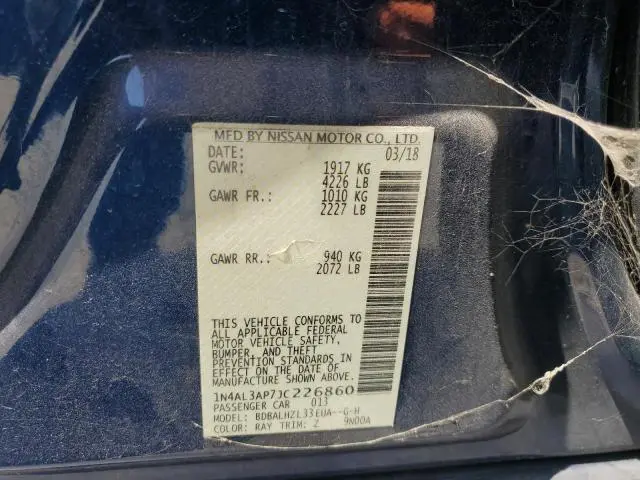 MFD BY NISSAN MOTOR CO., LTD.
DATE: 03/18
GVWR: 1917 KG
4226 LB
GAWR FR.: 1010 KG
2227 LB
GAWR RR.: 940 KG
2072 LB
THIS VEHICLE CONFORMS TO
ALL APPLICABLE FEDERAL
MOTOR VEHICLE SAFETY,
BUMPER, AND THEFT
PREVENTION STANDARDS IN
EFFECT ON THE DATE OF
MANUFACTURE SHOWN ABOVE.
1N4AL3AP7JC226860
PASSENGER CAR 013
MODEL: BDBALHZL33EUA--G-H
COLOR: RAY TRIM: Z 9N00A